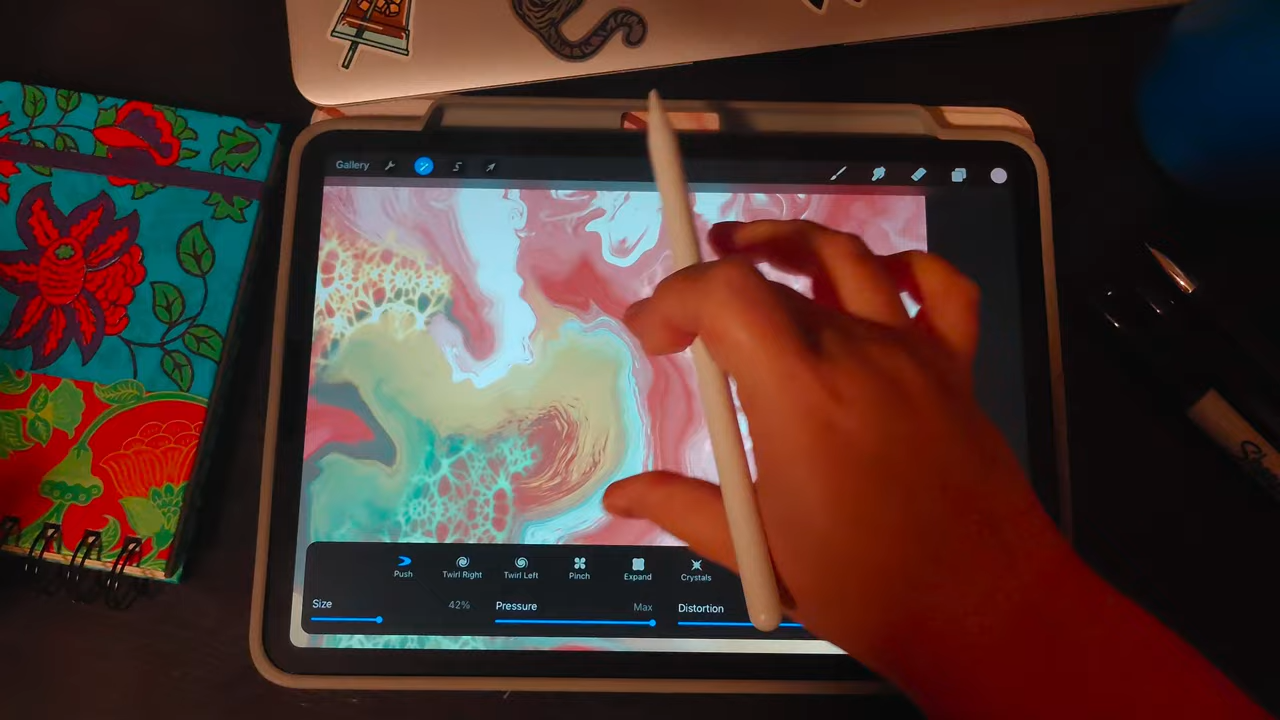 Gallery
Push Twirl Right Twirl Left Pinch Expand Crystals
Size 42% Pressure Max Distortion